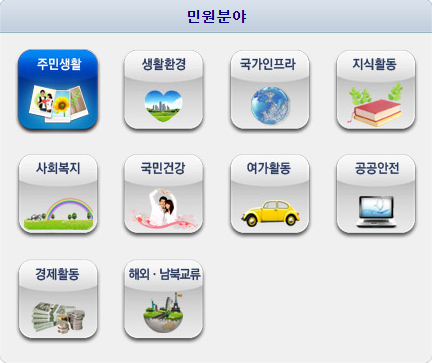 민원분야
주민생활
생활환경
국가인프라
지식활동
사회복지
국민건강
여가활동
공공안전
경제활동
해외·남북교류